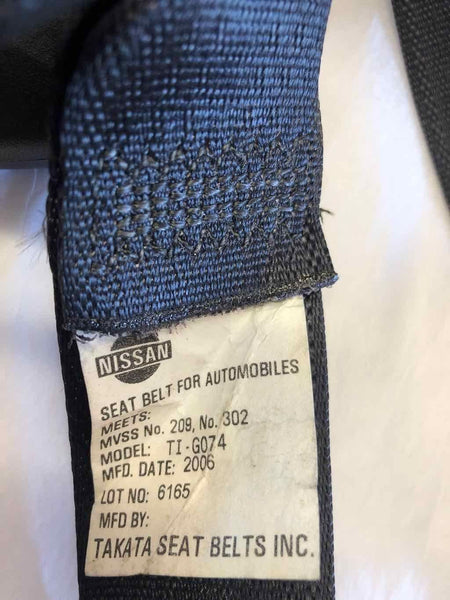 NISSAN
SEAT BELT FOR AUTOMOBILES
MEETS:
MVSS No. 209, No. 302
MODEL: TI-G074
MFD. DATE: 2006
LOT NO: 6165
MFD BY:
TAKATA SEAT BELTS INC.